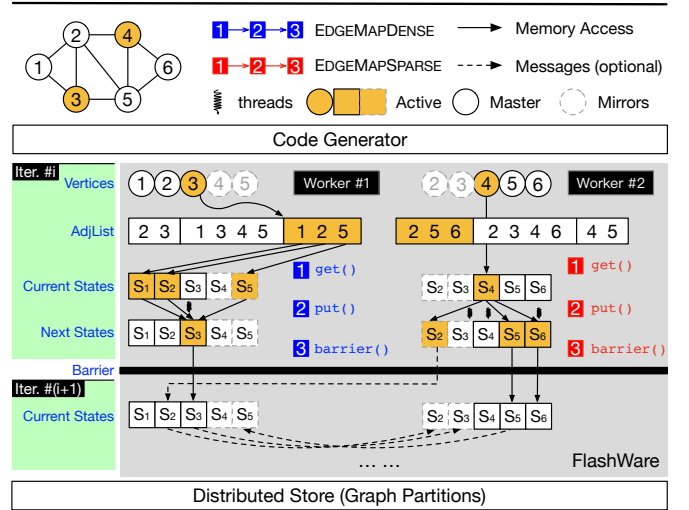 2 4
1 6
3 5
1 2 3 EDGEMAPDENSE Memory Access
1 2 3 EDGEMAPSPARSE Messages (optional)
threads Active Master Mirrors
Code Generator
Iter. #i
Vertices 1 2 3 4 5 Worker #1 2 3 4 5 6 Worker #2
AdjList 2 3 1 3 4 5 1 2 5 2 5 6 2 3 4 6 4 5
1 get() 1 get()
Current States S1 S2 S3 S4 S5 S2 S3 S4 S5 S6
2 put() 2 put()
Next States S1 S2 S3 S4 S5 S2 S3 S4 S5 S6
3 barrier() 3 barrier()
Barrier
Iter. #(i+1)
Current States S1 S2 S3 S4 S5 S2 S3 S4 S5 S6
... ... FlashWare
Distributed Store (Graph Partitions)